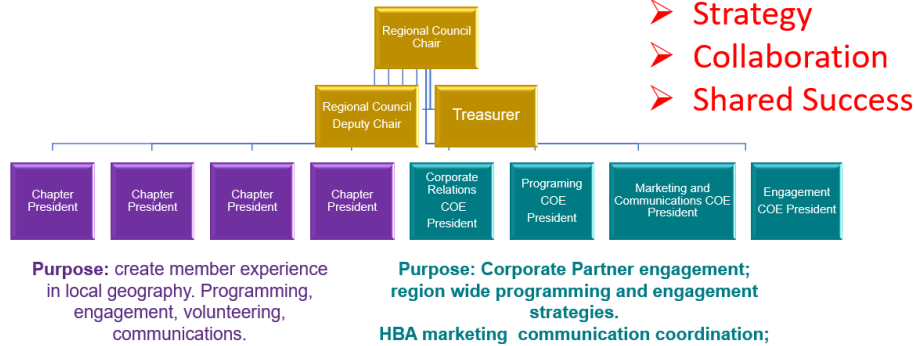 Regional Council
Chair
➢ Strategy
➢ Collaboration
➢ Shared Success
Regional Council
Deputy Chair
Treasurer
Chapter
President
Chapter
President
Chapter
President
Chapter
President
Corporate
Relations
COE
President
Programing
COE
President
Marketing and
Communications COE
President
Engagement
COE President
Purpose: create member experience
in local geography. Programming,
engagement, volunteering,
communications.
Purpose: Corporate Partner engagement;
region wide programming and engagement
strategies.
HBA marketing communication coordination;